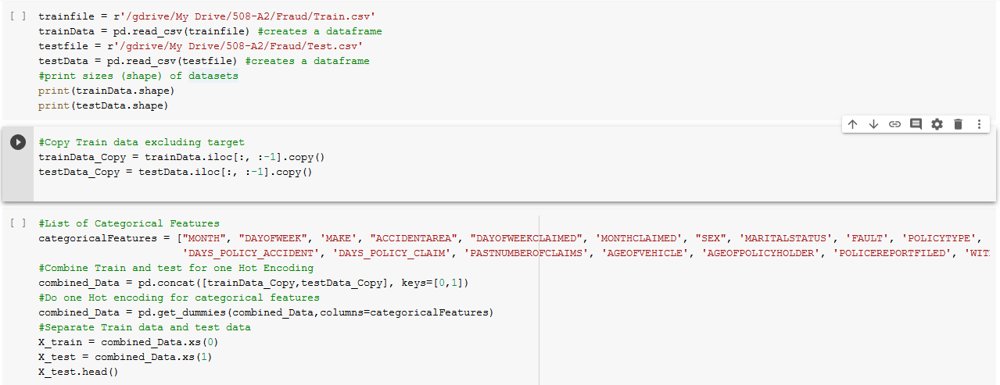 [ ] trainfile = r'/gdrive/My Drive/508-A2/Fraud/Train.csv'
trainData = pd.read_csv(trainfile) #creates a dataframe
testfile = r'/gdrive/My Drive/508-A2/Fraud/Test.csv'
testData = pd.read_csv(testfile) #creates a dataframe
#print sizes (shape) of datasets
print(trainData.shape)
print(testData.shape)
#Copy Train data excluding target
trainData_Copy = trainData.iloc[:, :-1].copy()
testData_Copy = testData.iloc[:, :-1].copy()
[ ] #List of Categorical Features
categoricalFeatures = ["MONTH", "DAYOFWEEK", 'MAKE', "ACCIDENTAREA", "DAYOFWEEKCLAIMED", 'MONTHCLAIMED', "SEX", 'MARITALSTATUS', 'FAULT', 'POLICYTYPE',
'DAYS_POLICY_ACCIDENT', 'DAYS_POLICY_CLAIM', 'PASTNUMBEROFCLAIMS', 'AGEOFVEHICLE', 'AGEOFPOLICYHOLDER', 'POLICEREPORTFILED', 'WIT
#Combine Train and test for one Hot Encoding
combined_Data = pd.concat([trainData_Copy,testData_Copy], keys=[0,1])
#Do one Hot encoding for categorical features
combined_Data = pd.get_dummies(combined_Data,columns=categoricalFeatures)
#Separate Train data and test data
X_train = combined_Data.xs(0)
X_test = combined_Data.xs(1)
X_test.head()